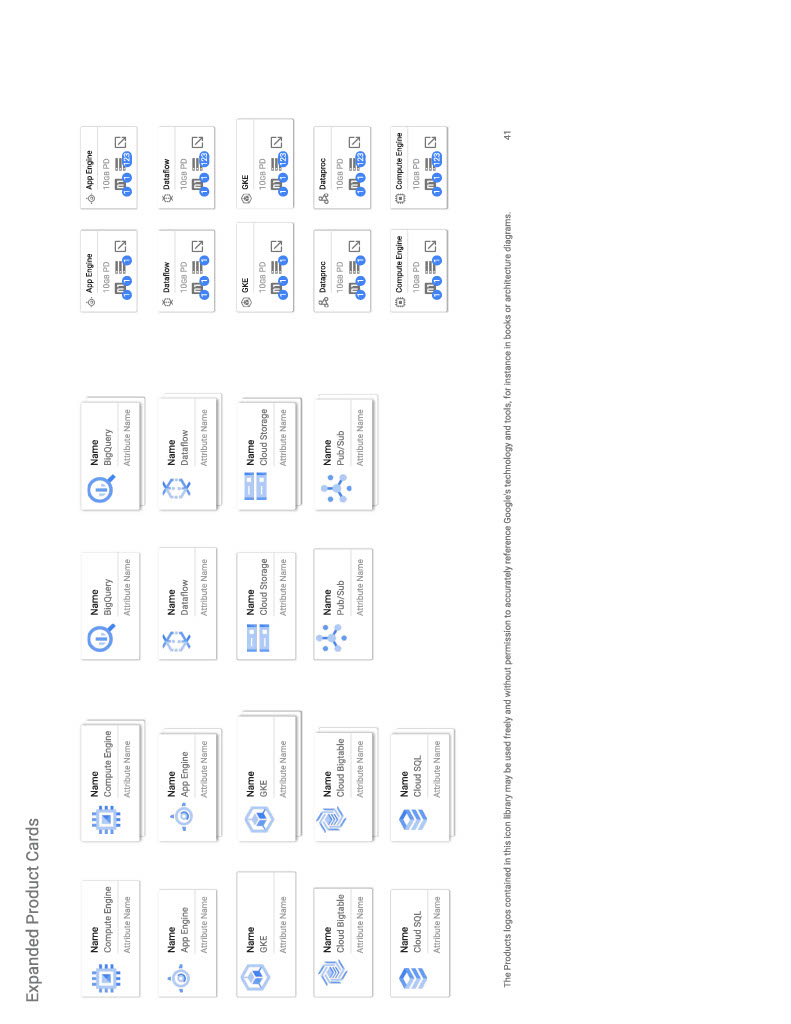 Expanded Product Cards
Name
Compute Engine
Attribute Name
Name
Compute Engine
Attribute Name
Name
BigQuery
Attribute Name
Name
BigQuery
Attribute Name
App Engine
10GB PD
1 1 1
App Engine
10GB PD
1 1 123
Name
App Engine
Attribute Name
Name
App Engine
Attribute Name
Name
Dataflow
Attribute Name
Name
Dataflow
Attribute Name
Dataflow
10GB PD
1 1 1
Dataflow
10GB PD
1 1 123
Name
GKE
Attribute Name
Name
GKE
Attribute Name
Name
Cloud Storage
Attribute Name
Name
Cloud Storage
Attribute Name
GKE
10GB PD
1 1 1
GKE
10GB PD
1 1 123
Name
Cloud Bigtable
Attribute Name
Name
Cloud Bigtable
Attribute Name
Name
Pub/Sub
Attribute Name
Name
Pub/Sub
Attribute Name
Dataproc
10GB PD
1 1 1
Dataproc
10GB PD
1 1 123
Name
Cloud SQL
Attribute Name
Name
Cloud SQL
Attribute Name
Compute Engine
10GB PD
1 1 1
Compute Engine
10GB PD
1 1 123
The Products logos contained in this icon library may be used freely and without permission to accurately reference Google's technology and tools, for instance in books or architecture diagrams.
41